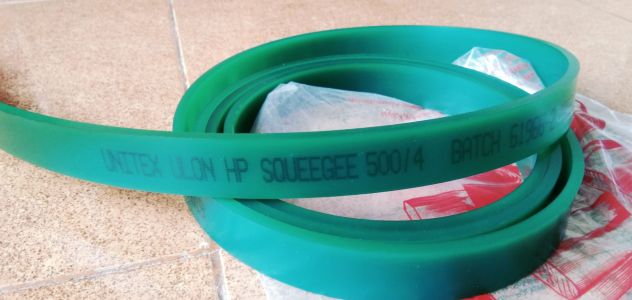 UNITEX ULON HP SQUEEGEE 500/4 BATCH